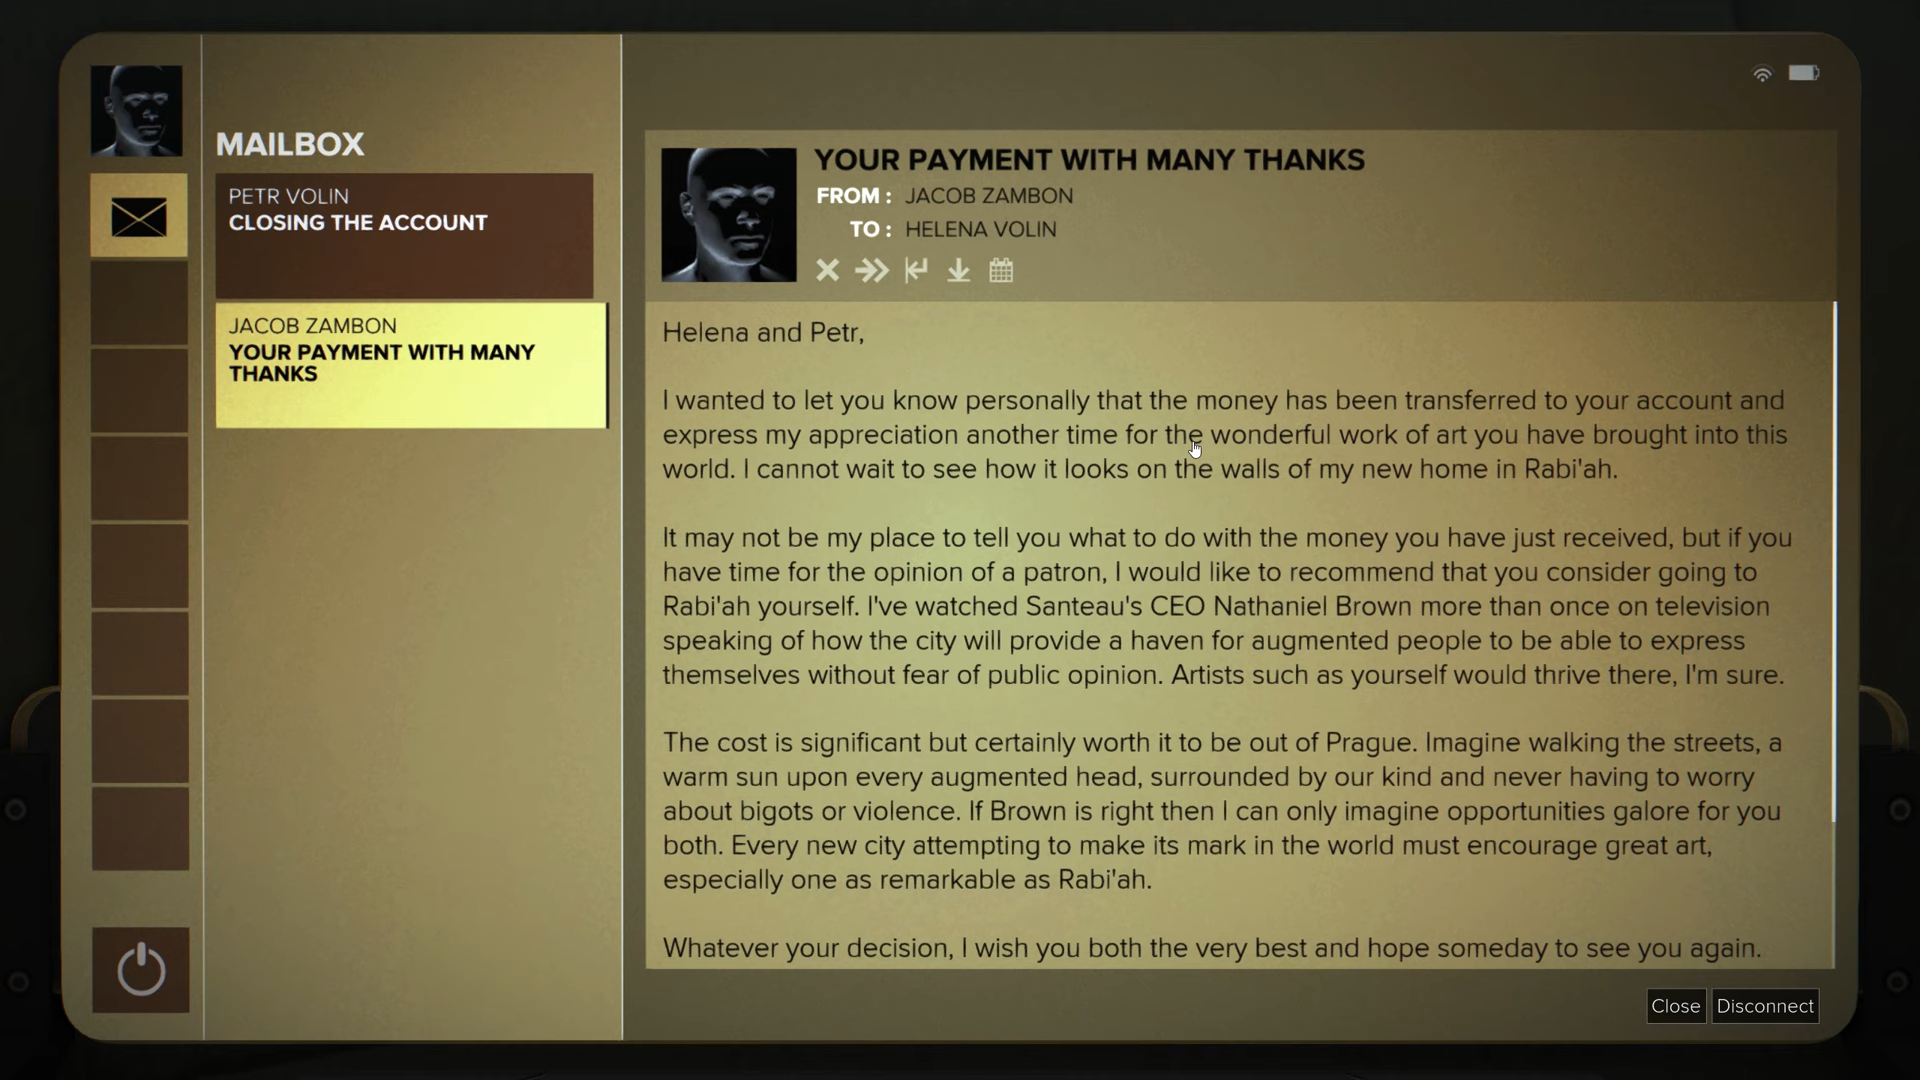 MAILBOX
PETR VOLIN
CLOSING THE ACCOUNT
JACOB ZAMBON
YOUR PAYMENT WITH MANY
THANKS
YOUR PAYMENT WITH MANY THANKS
FROM : JACOB ZAMBON
TO : HELENA VOLIN
Helena and Petr,
I wanted to let you know personally that the money has been transferred to your account and
express my appreciation another time for the wonderful work of art you have brought into this
world. I cannot wait to see how it looks on the walls of my new home in Rabi'ah.
It may not be my place to tell you what to do with the money you have just received, but if you
have time for the opinion of a patron, I would like to recommend that you consider going to
Rabi'ah yourself. I've watched Santeau's CEO Nathaniel Brown more than once on television
speaking of how the city will provide a haven for augmented people to be able to express
themselves without fear of public opinion. Artists such as yourself would thrive there, I'm sure.
The cost is significant but certainly worth it to be out of Prague. Imagine walking the streets, a
warm sun upon every augmented head, surrounded by our kind and never having to worry
about bigots or violence. If Brown is right then I can only imagine opportunities galore for you
both. Every new city attempting to make its mark in the world must encourage great art,
especially one as remarkable as Rabi'ah.
Whatever your decision, I wish you both the very best and hope someday to see you again.
Close Disconnect